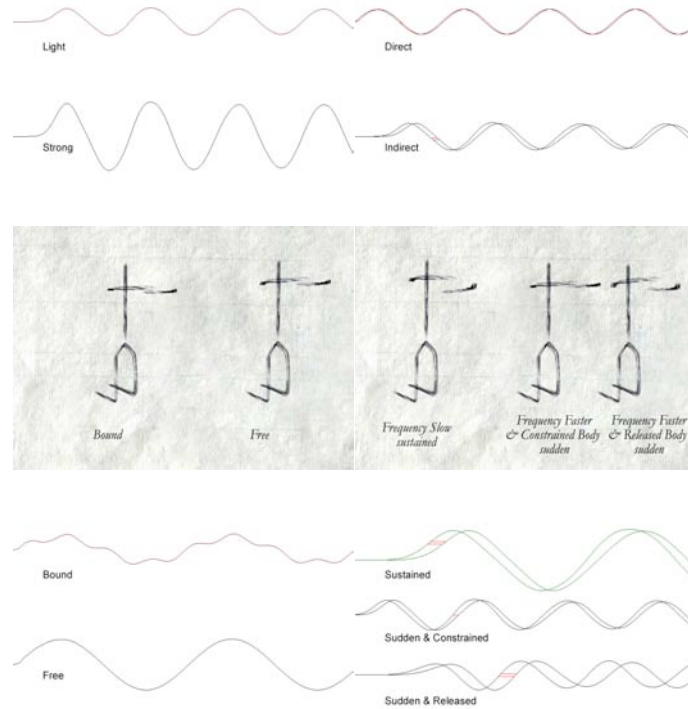 Light
Direct
Strong
Indirect
Bound
Free
Frequency Slow
sustained
Frequency Faster
& Constrained Body
sudden
Frequency Faster
& Released Body
sudden
Bound
Sustained
Sudden & Constrained
Free
Sudden & Released